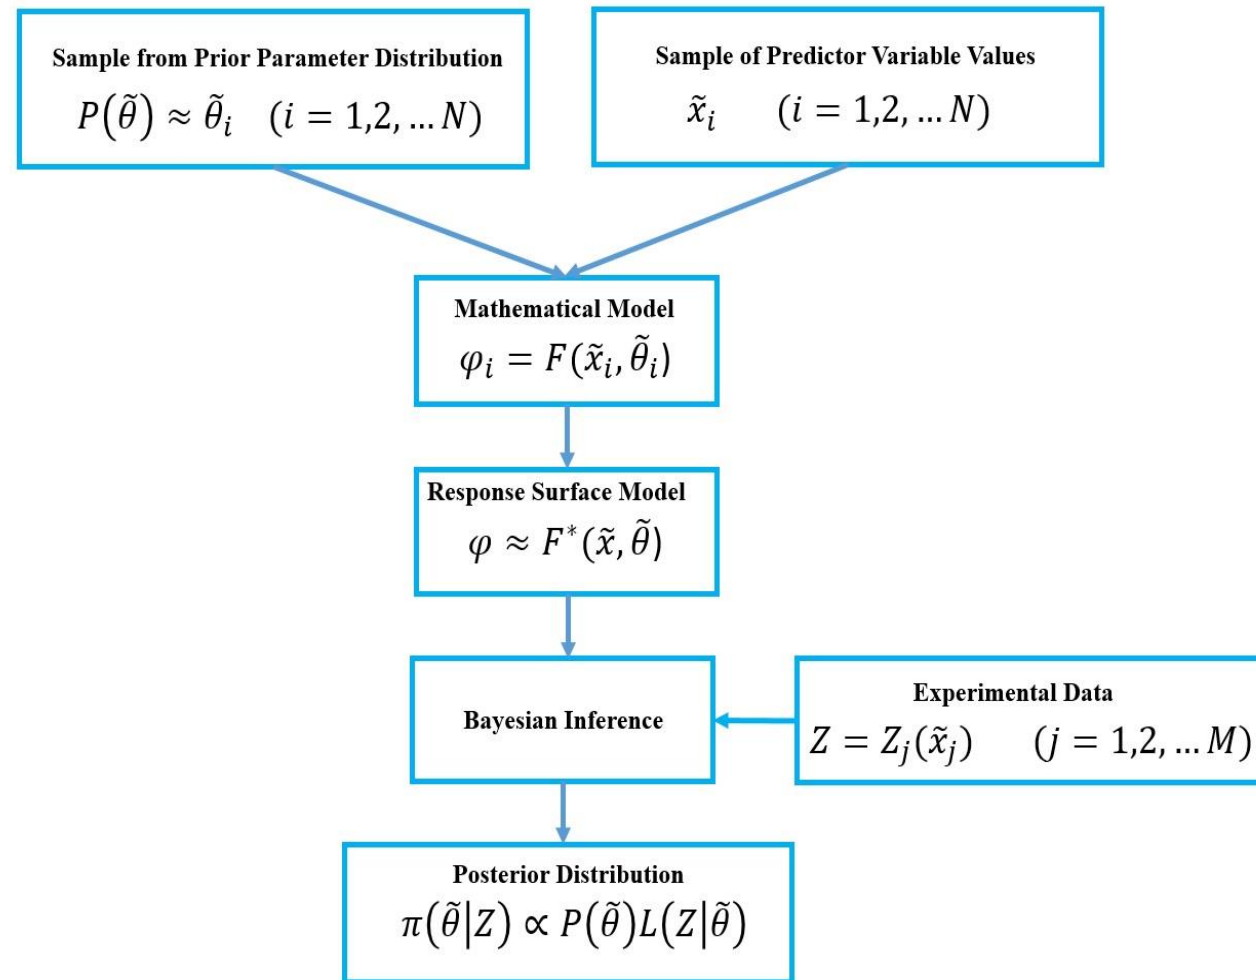 Sample from Prior Parameter Distribution
P(θ̃) ≈ θ̃ᵢ (i = 1,2, … N)
Sample of Predictor Variable Values
x̃ᵢ (i = 1,2, … N)
Mathematical Model
φᵢ = F(x̃ᵢ, θ̃ᵢ)
Response Surface Model
φ ≈ F*(x̃, θ̃)
Bayesian Inference
Experimental Data
Z = Zⱼ(x̃ⱼ) (j = 1,2, … M)
Posterior Distribution
π(θ̃|Z) ∝ P(θ̃)L(Z|θ̃)